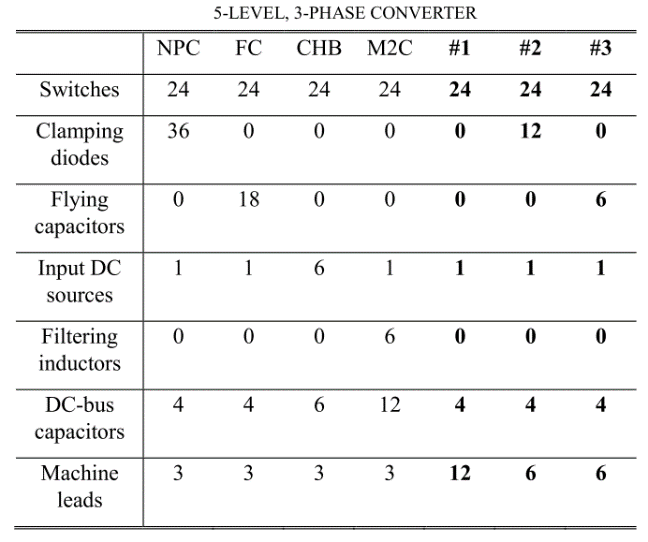 5-LEVEL, 3-PHASE CONVERTER
NPC FC CHB M2C #1 #2 #3
Switches 24 24 24 24 24 24 24
Clamping diodes 36 0 0 0 0 12 0
Flying capacitors 0 18 0 0 0 0 6
Input DC sources 1 1 6 1 1 1 1
Filtering inductors 0 0 0 6 0 0 0
DC-bus capacitors 4 4 6 12 4 4 4
Machine leads 3 3 3 3 12 6 6